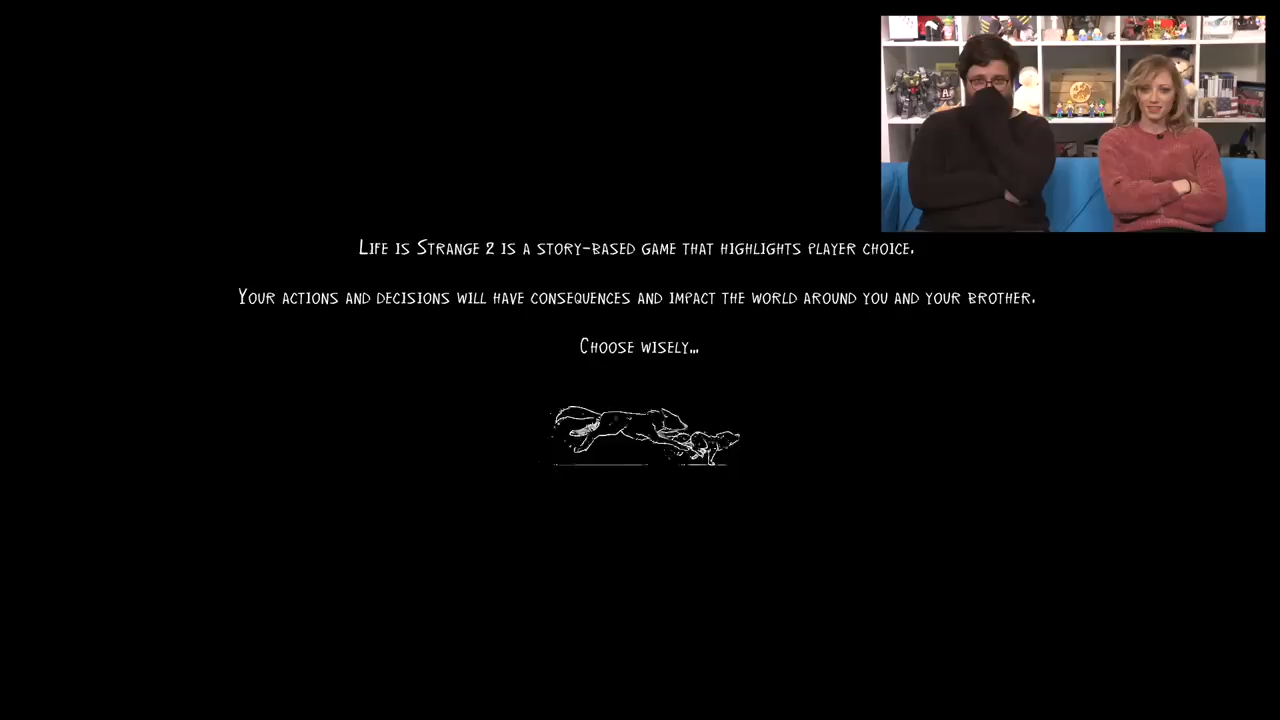 Life is Strange 2 is a story-based game that highlights player choice.
Your actions and decisions will have consequences and impact the world around you and your brother.
Choose wisely...